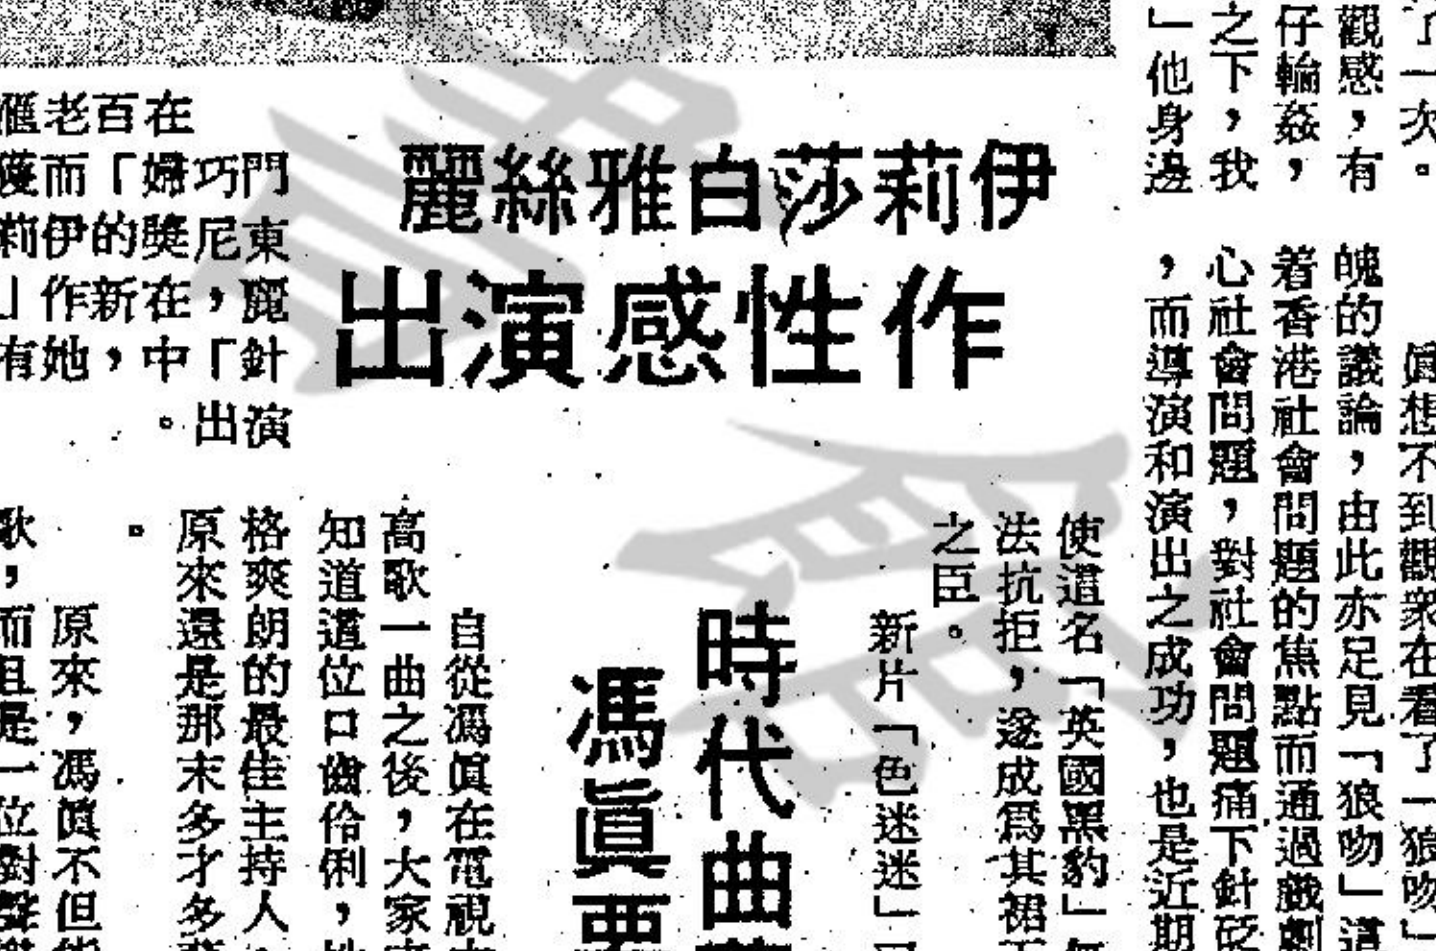 了一次。
觀感，有
仔輪姦，
之下，我
」他身邊
眞想不到觀衆在看了「狼吻」
魄的議論，由此亦足見「狼吻」道
着香港社會問題的焦點而通過戲劇
心社會問題，對社會問題痛下針砭
，而導演和演出之成功，也是近期
伊莉莎白雅絲麗
作性感演出
在百老滙
門巧婦「而獲
東尼獎的伊莉
麗，在新作」
針「中，她有
演出。
使這名「英國黑豹」無
法抗拒，遂成爲其裙下
之臣。
新片「色迷迷」
時代曲
馮眞要
自從馮眞在電視
高歌一曲之後，大家
知道這位口齒伶俐，
格爽朗的最佳主持人，
原來還是那末多才多
。
原來，馮眞不但能
歌，而且是一位對聲